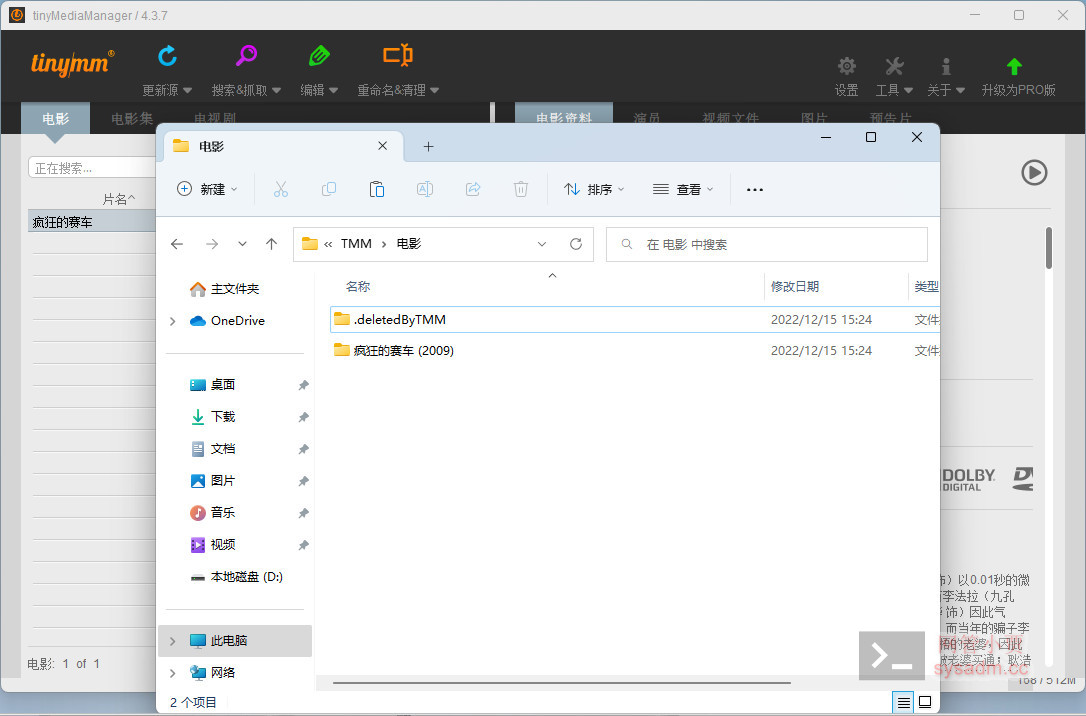 tinyMediaManager / 4.3.7
tinymm®
更新源
搜索&抓取
编辑
重命名&清理
设置
工具
关于
升级为PRO版
电影
电影集
电视剧
电影资料
演员
视频文件
图片
预告片
正在搜索...
片名^
疯狂的赛车
电影: 1 of 1
电影
新建
排序
查看
« TMM › 电影
在 电影 中搜索
主文件夹
OneDrive
桌面
下载
文档
图片
音乐
视频
本地磁盘 (D:)
此电脑
网络
2 个项目
名称
修改日期
类型
.deletedByTMM
2022/12/15 15:24
文件
疯狂的赛车 (2009)
2022/12/15 15:24
文件
DOLBY
DIGITAL
饰）以0.01秒的微
李法拉（九孔
饰）因此气
而当年的骗子李
的老婆，因此
被老婆买通；耿浩
sysadm.cc
168 / 512M